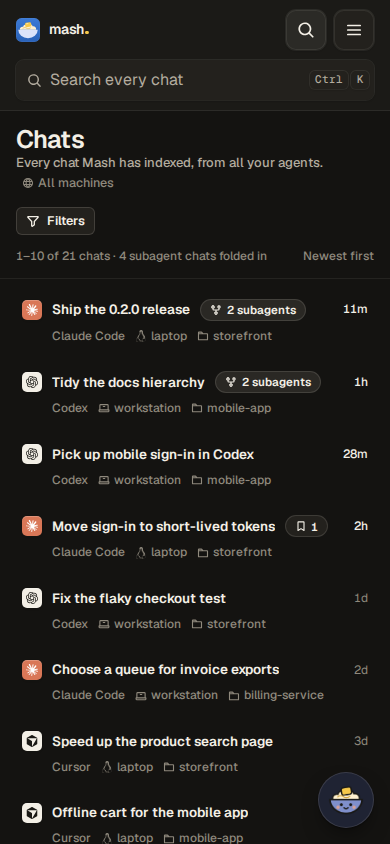 mash.
Search every chat Ctrl K
Chats
Every chat Mash has indexed, from all your agents.
All machines
Filters
1–10 of 21 chats · 4 subagent chats folded in Newest first
Ship the 0.2.0 release 2 subagents 11m
Claude Code laptop storefront
Tidy the docs hierarchy 2 subagents 1h
Codex workstation mobile-app
Pick up mobile sign-in in Codex 28m
Codex workstation mobile-app
Move sign-in to short-lived tokens 1 2h
Claude Code laptop storefront
Fix the flaky checkout test 1d
Codex workstation storefront
Choose a queue for invoice exports 2d
Claude Code workstation billing-service
Speed up the product search page 3d
Cursor laptop storefront
Offline cart for the mobile app
Cursor laptop mobile-app